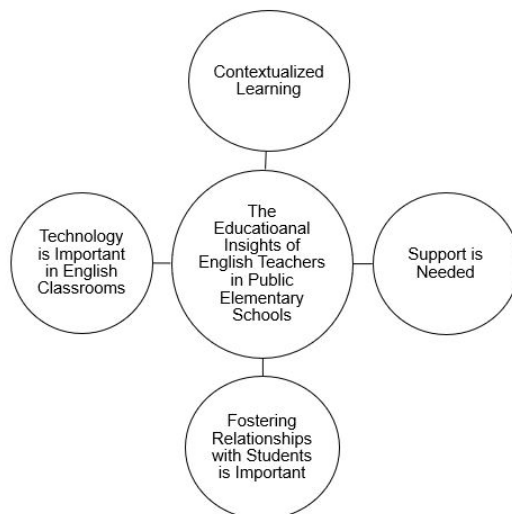 Contextualized
Learning
Technology
is Important
in English
Classrooms
The
Educatioanal
Insights of
English Teachers
in Public
Elementary
Schools
Support is
Needed
Fostering
Relationships
with Students
is Important